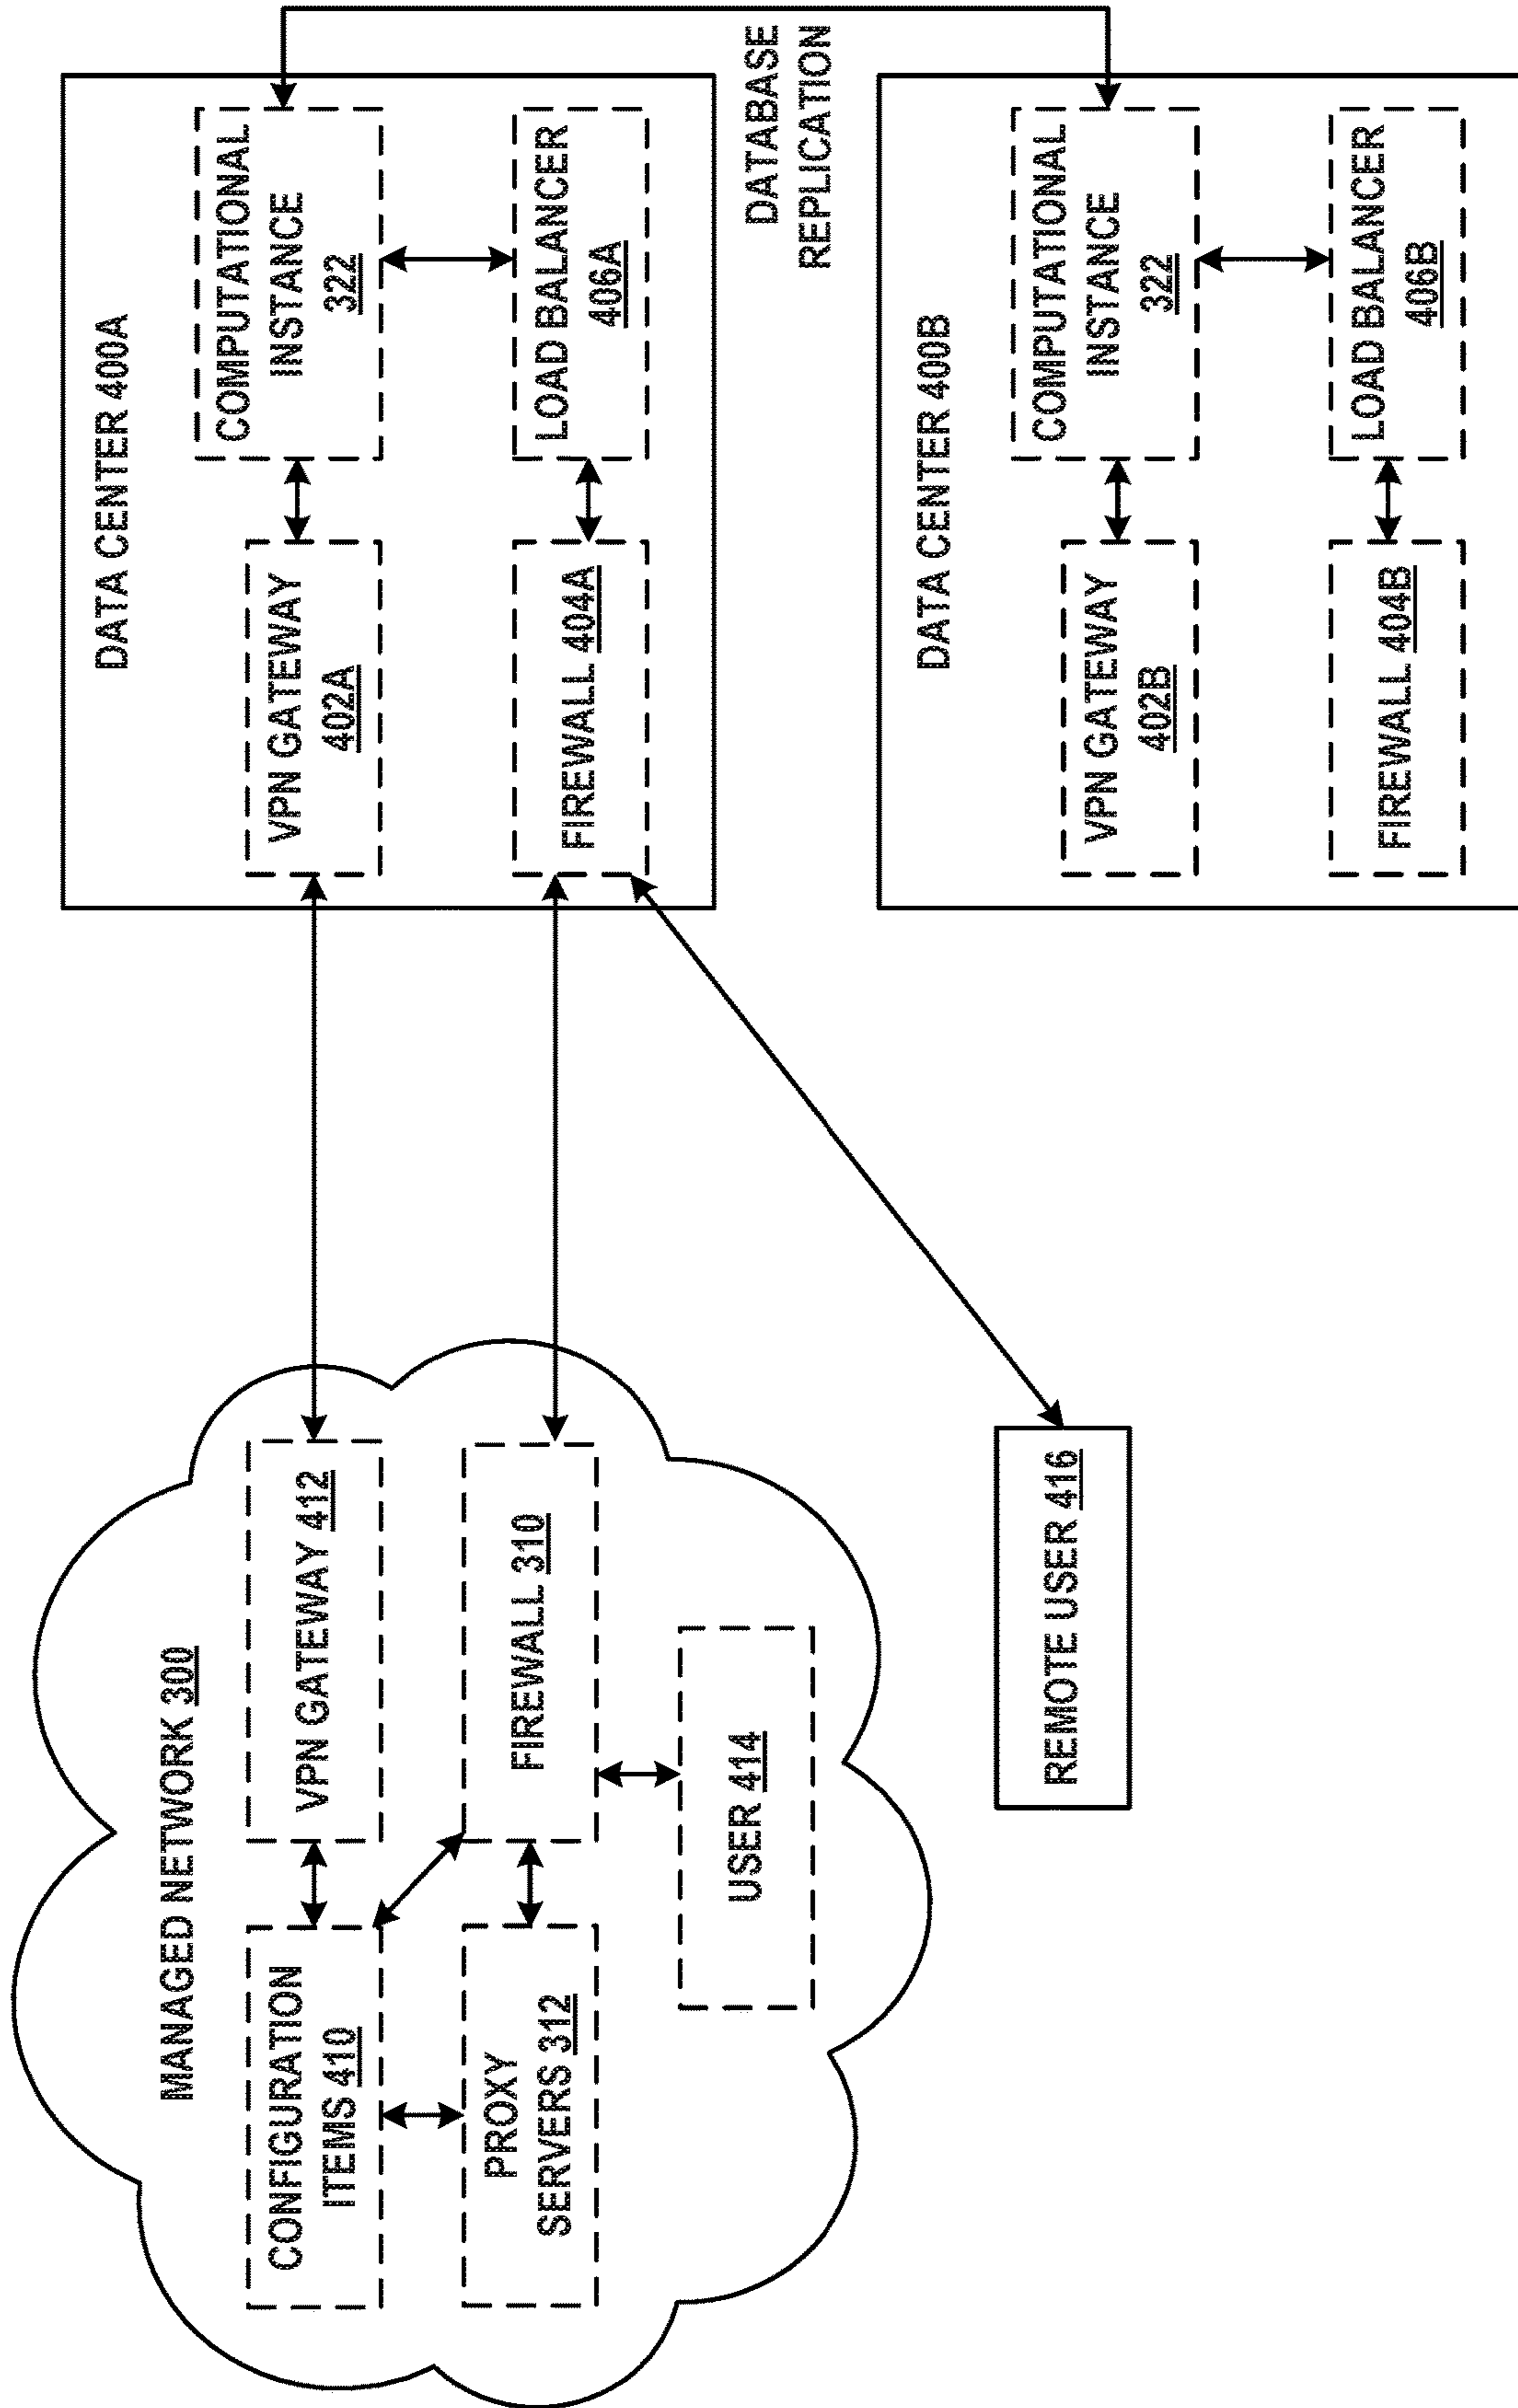 MANAGED NETWORK 300
CONFIGURATION
ITEMS 410
VPN GATEWAY 412
PROXY
SERVERS 312
FIREWALL 310
USER 414
REMOTE USER 416
DATA CENTER 400A
VPN GATEWAY
402A
COMPUTATIONAL
INSTANCE
322
FIREWALL 404A
LOAD BALANCER
406A
DATABASE
REPLICATION
DATA CENTER 400B
VPN GATEWAY
402B
COMPUTATIONAL
INSTANCE
322
FIREWALL 404B
LOAD BALANCER
406B